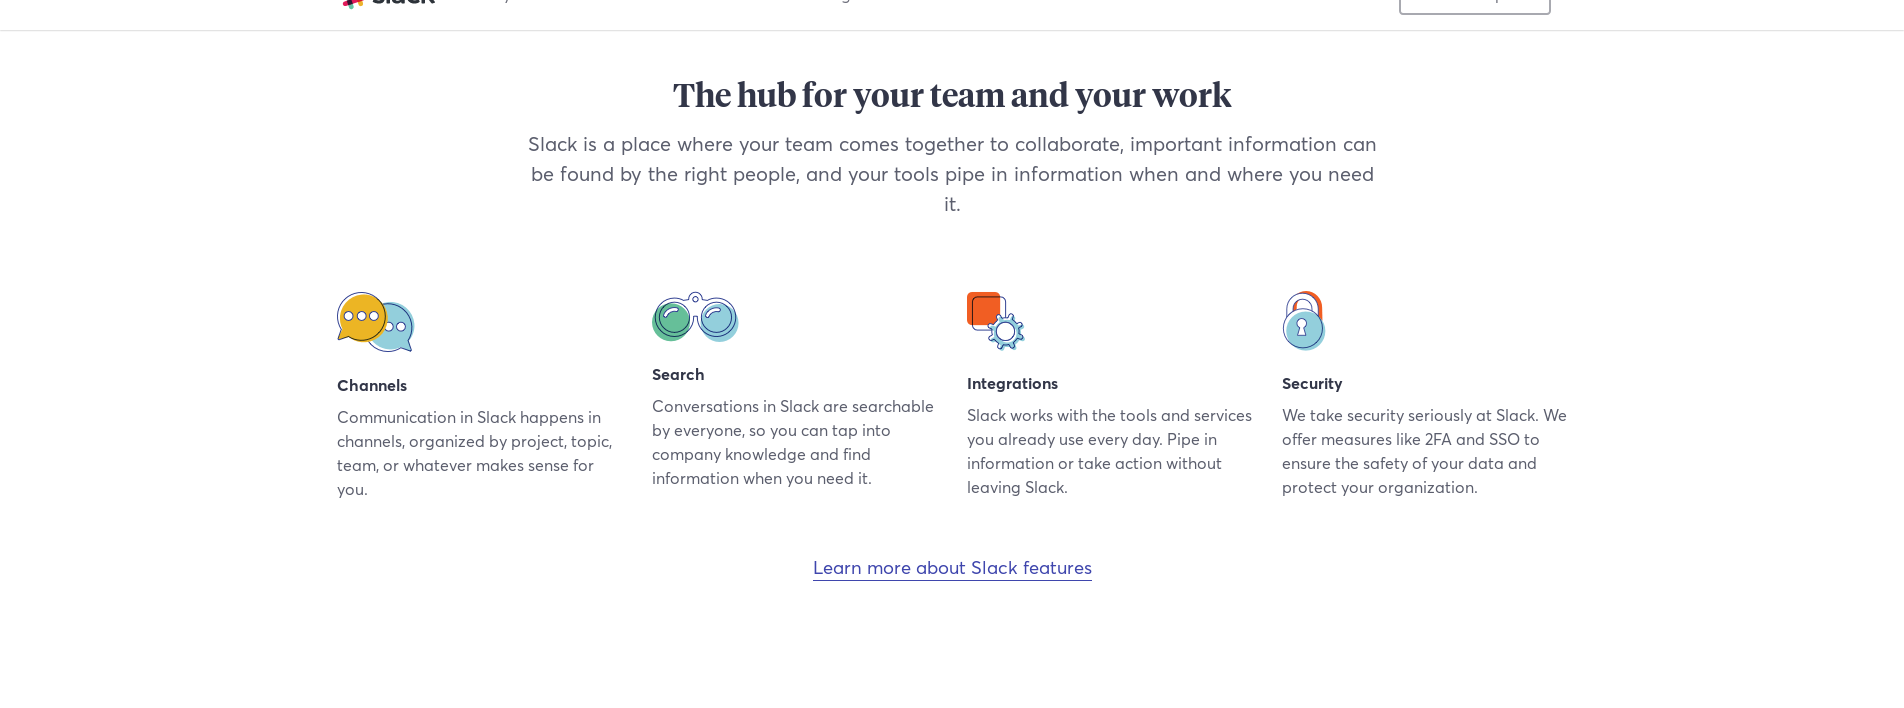 slack
The hub for your team and your work
Slack is a place where your team comes together to collaborate, important information can
be found by the right people, and your tools pipe in information when and where you need
it.
Channels
Communication in Slack happens in
channels, organized by project, topic,
team, or whatever makes sense for
you.
Search
Conversations in Slack are searchable
by everyone, so you can tap into
company knowledge and find
information when you need it.
Integrations
Slack works with the tools and services
you already use every day. Pipe in
information or take action without
leaving Slack.
Security
We take security seriously at Slack. We
offer measures like 2FA and SSO to
ensure the safety of your data and
protect your organization.
Learn more about Slack features